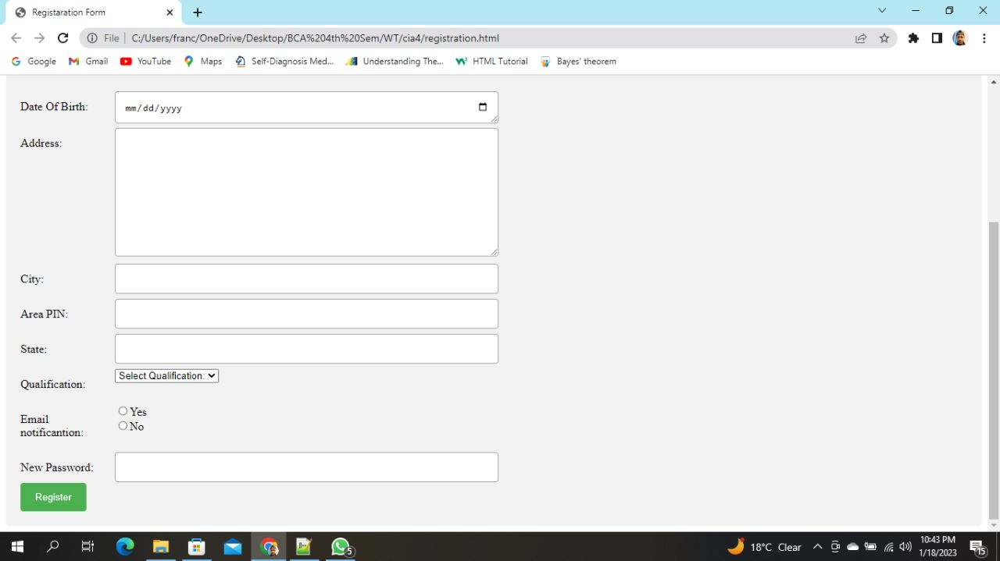 Registaration Form
File
C:/Users/franc/OneDrive/Desktop/BCA%204th%20Sem/WT/cia4/registration.html
Google Gmail YouTube Maps Self-Diagnosis Med... Understanding The... HTML Tutorial Bayes' theorem
Date Of Birth:
mm/dd/yyyy
Address:
City:
Area PIN:
State:
Qualification:
Select Qualification:
Email
notificantion:
Yes
No
New Password:
Register
5
18°C Clear
10:43 PM
1/18/2023
15